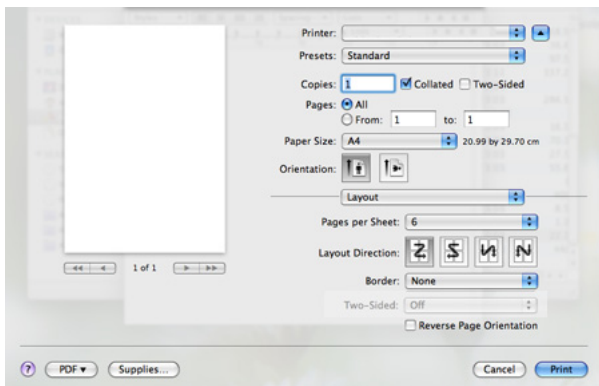 Printer:
Presets: Standard
Copies: 1 Collated Two-Sided
Pages: All
From: 1 to: 1
Paper Size: A4 20.99 by 29.70 cm
Orientation:
Layout
Pages per Sheet: 6
Layout Direction:
Border: None
Two-Sided: Off
Reverse Page Orientation
1 of 1
? PDF Supplies... Cancel Print